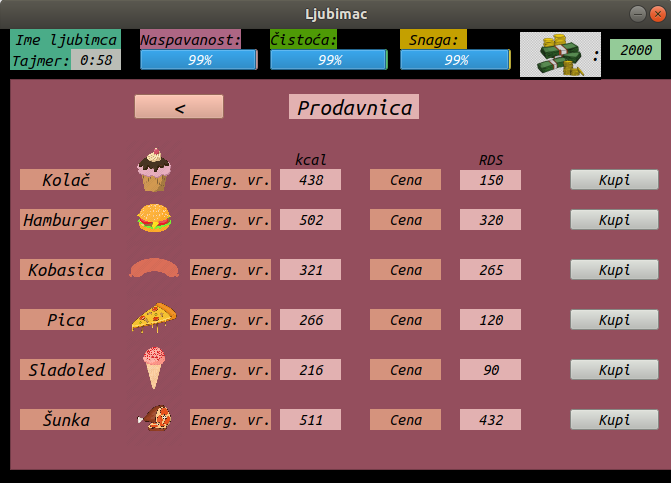 Ljubimac
Ime ljubimca Naspavanost: Čistoća: Snaga:
Tajmer: 0:58 99% 99% 99% : 2000
< Prodavnica
kcal RDS
Kolač Energ. vr. 438 Cena 150 Kupi
Hamburger Energ. vr. 502 Cena 320 Kupi
Kobasica Energ. vr. 321 Cena 265 Kupi
Pica Energ. vr. 266 Cena 120 Kupi
Sladoled Energ. vr. 216 Cena 90 Kupi
Šunka Energ. vr. 511 Cena 432 Kupi